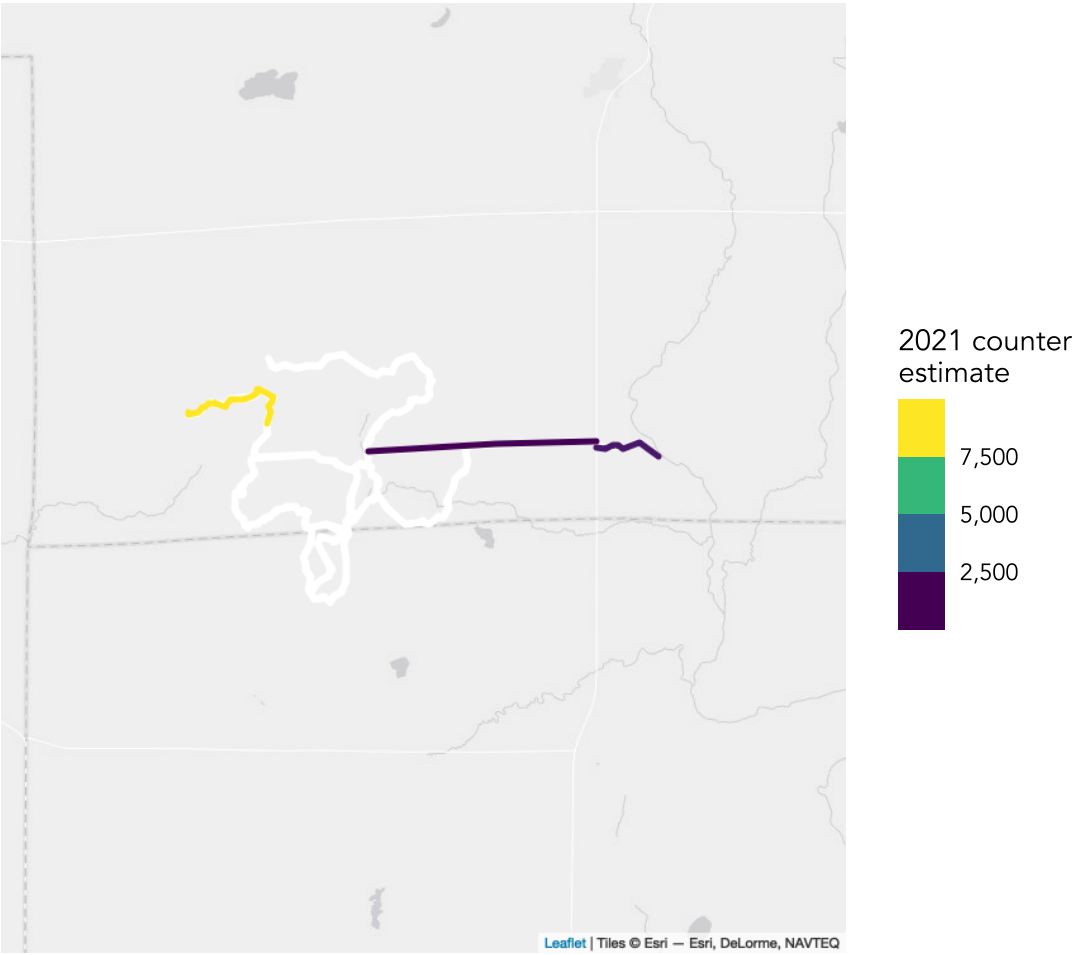 2021 counter
estimate
7,500
5,000
2,500
Leaflet | Tiles © Esri — Esri, DeLorme, NAVTEQ